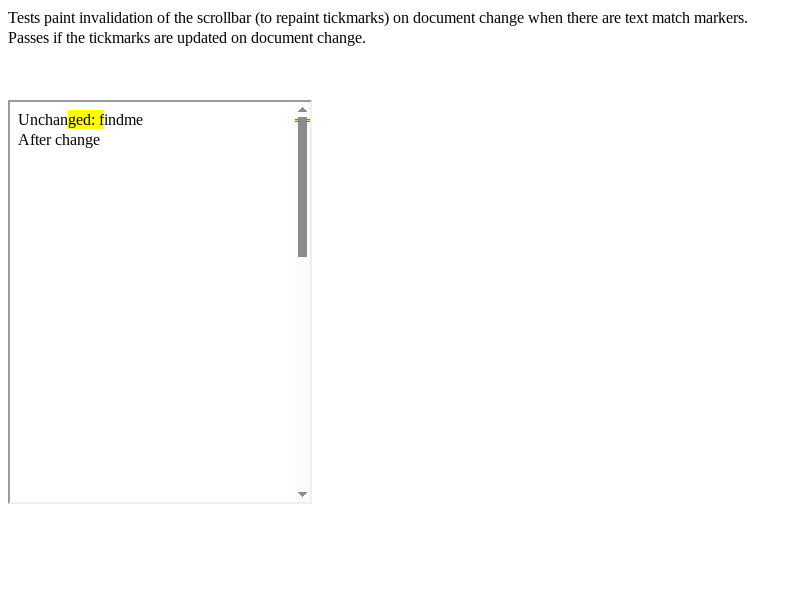 Tests paint invalidation of the scrollbar (to repaint tickmarks) on document change when there are text match markers.
Passes if the tickmarks are updated on document change.
Unchanged: findme
After change